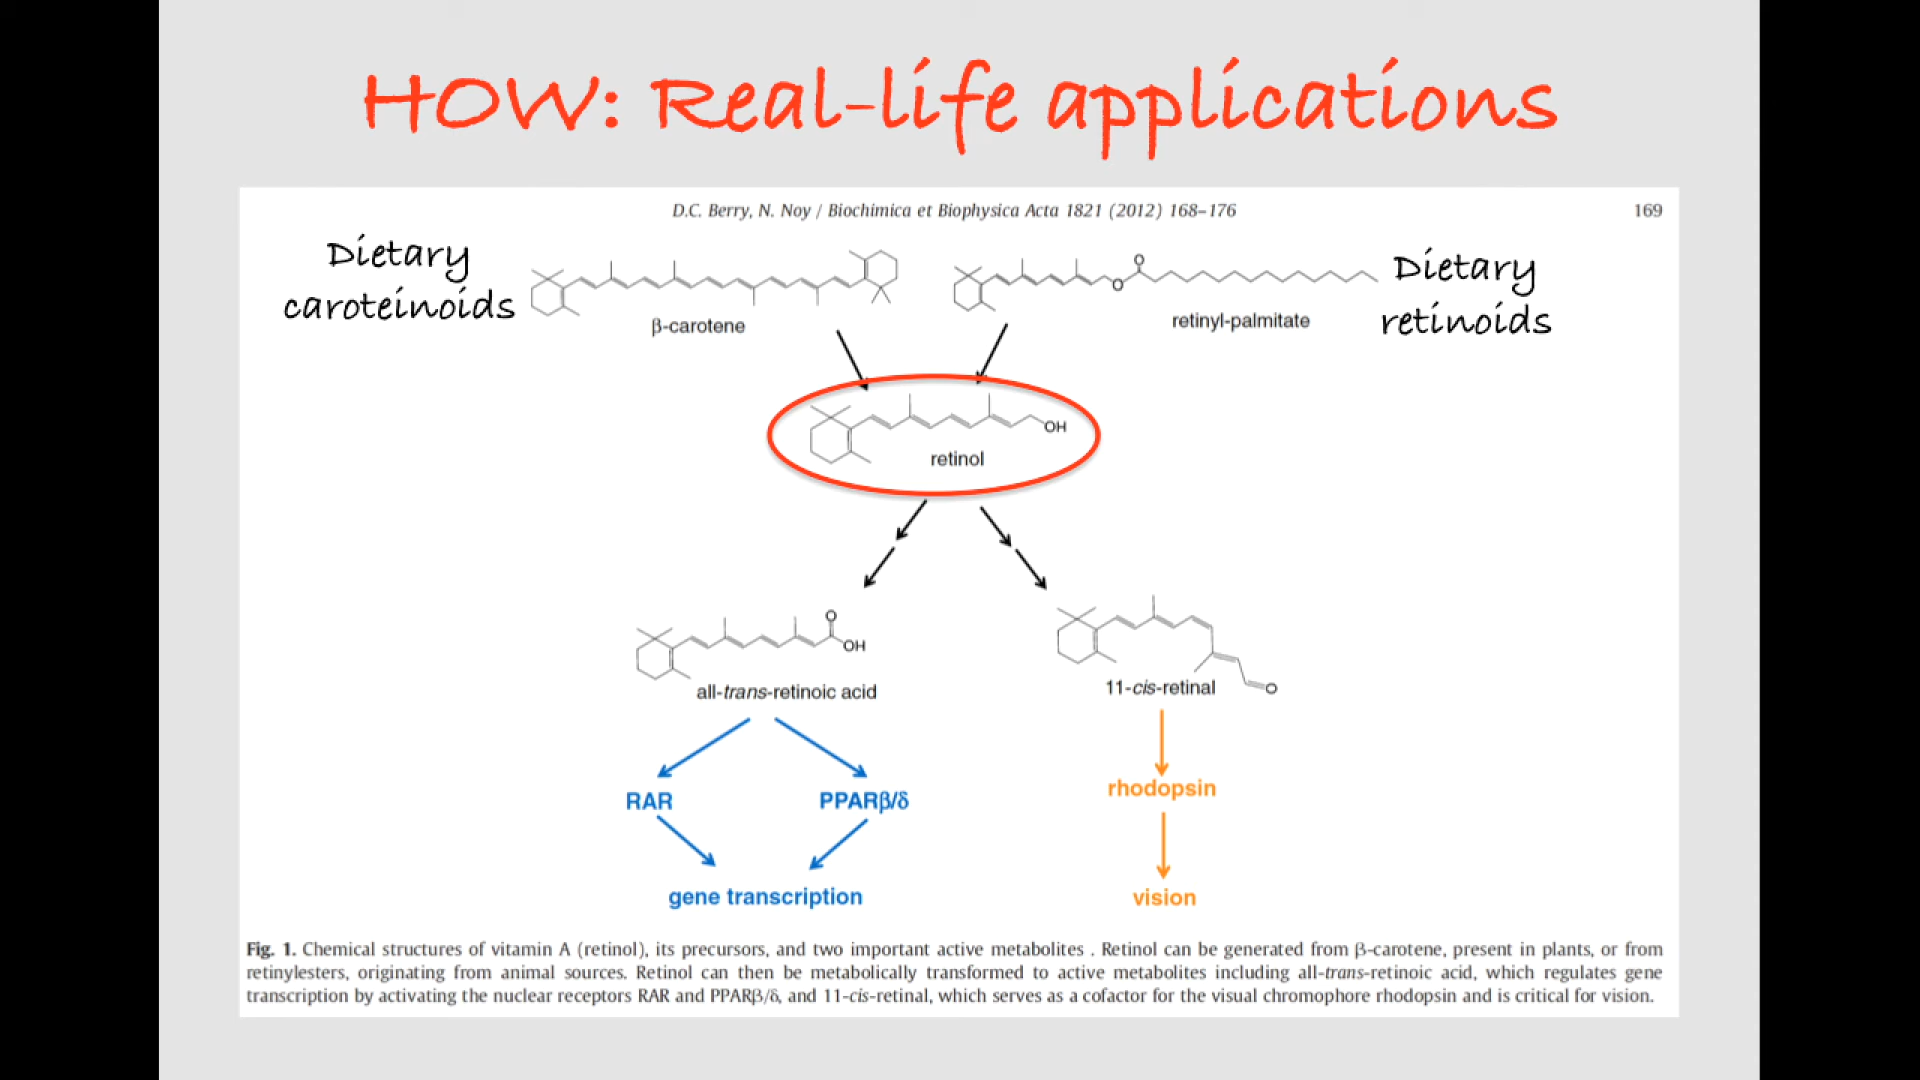 HOW: Real-life applications
D.C. Berry, N. Noy / Biochimica et Biophysica Acta 1821 (2012) 168–176
169
Dietary
caroteinoids
β-carotene
O
O
retinyl-palmitate
Dietary
retinoids
OH
retinol
O
OH
all-trans-retinoic acid
O
11-cis-retinal
RAR
PPARβ/δ
rhodopsin
gene transcription
vision
Fig. 1. Chemical structures of vitamin A (retinol), its precursors, and two important active metabolites . Retinol can be generated from β-carotene, present in plants, or from
retinylesters, originating from animal sources. Retinol can then be metabolically transformed to active metabolites including all-trans-retinoic acid, which regulates gene
transcription by activating the nuclear receptors RAR and PPARβ/δ, and 11-cis-retinal, which serves as a cofactor for the visual chromophore rhodopsin and is critical for vision.